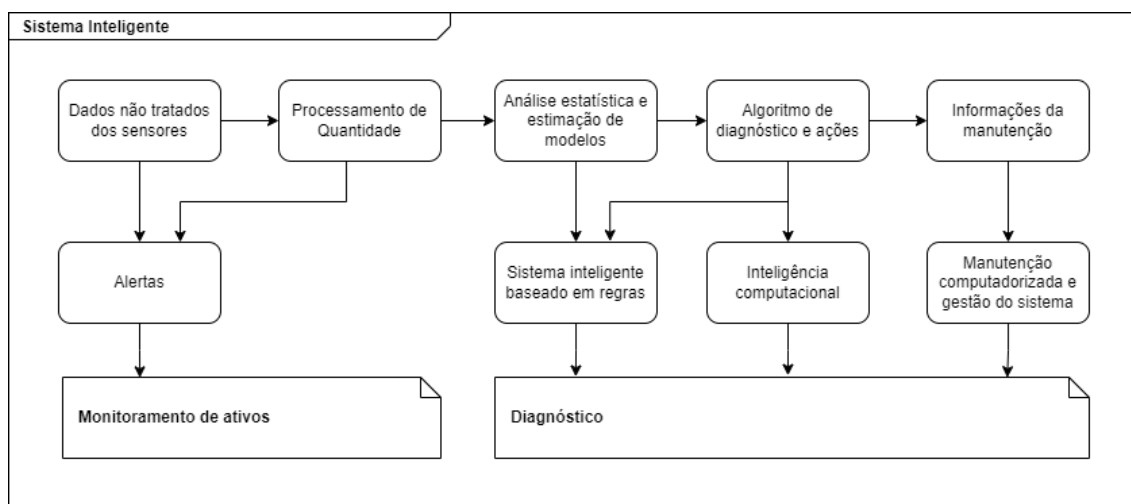 Sistema Inteligente
Dados não tratados
dos sensores
Processamento de
Quantidade
Análise estatística e
estimação de
modelos
Algoritmo de
diagnóstico e ações
Informações da
manutenção
Alertas
Sistema inteligente
baseado em regras
Inteligência
computacional
Manutenção
computadorizada e
gestão do sistema
Monitoramento de ativos
Diagnóstico